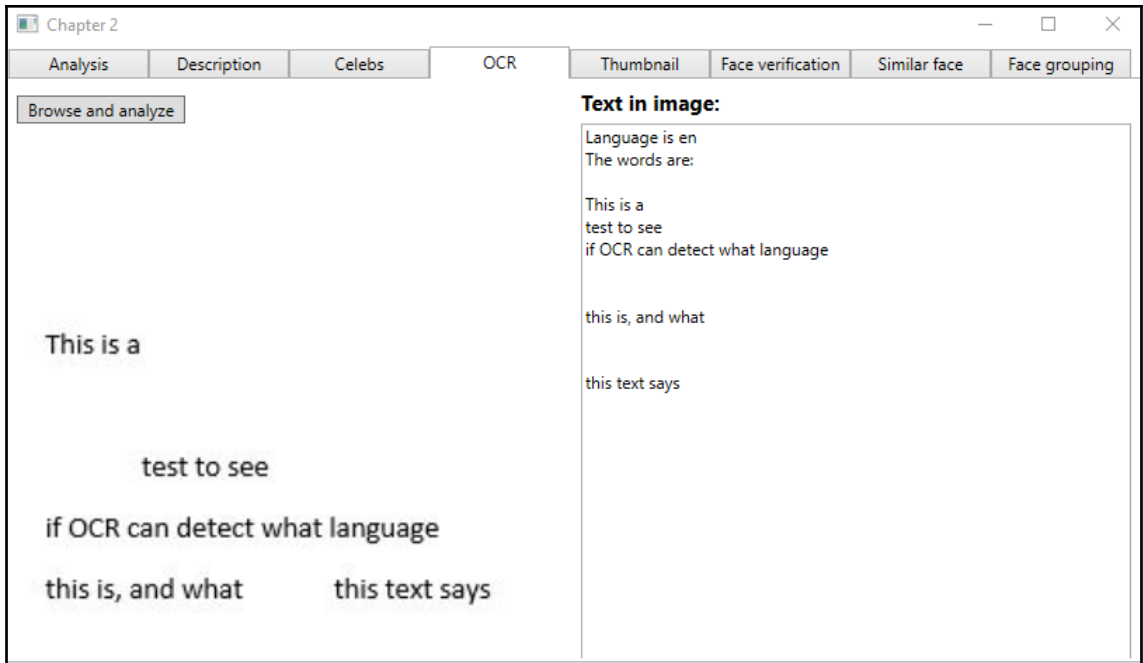 Chapter 2
Analysis Description Celebs OCR Thumbnail Face verification Similar face Face grouping
Browse and analyze
This is a
test to see
if OCR can detect what language
this is, and what this text says
Text in image:
Language is en
The words are:
This is a
test to see
if OCR can detect what language
this is, and what
this text says